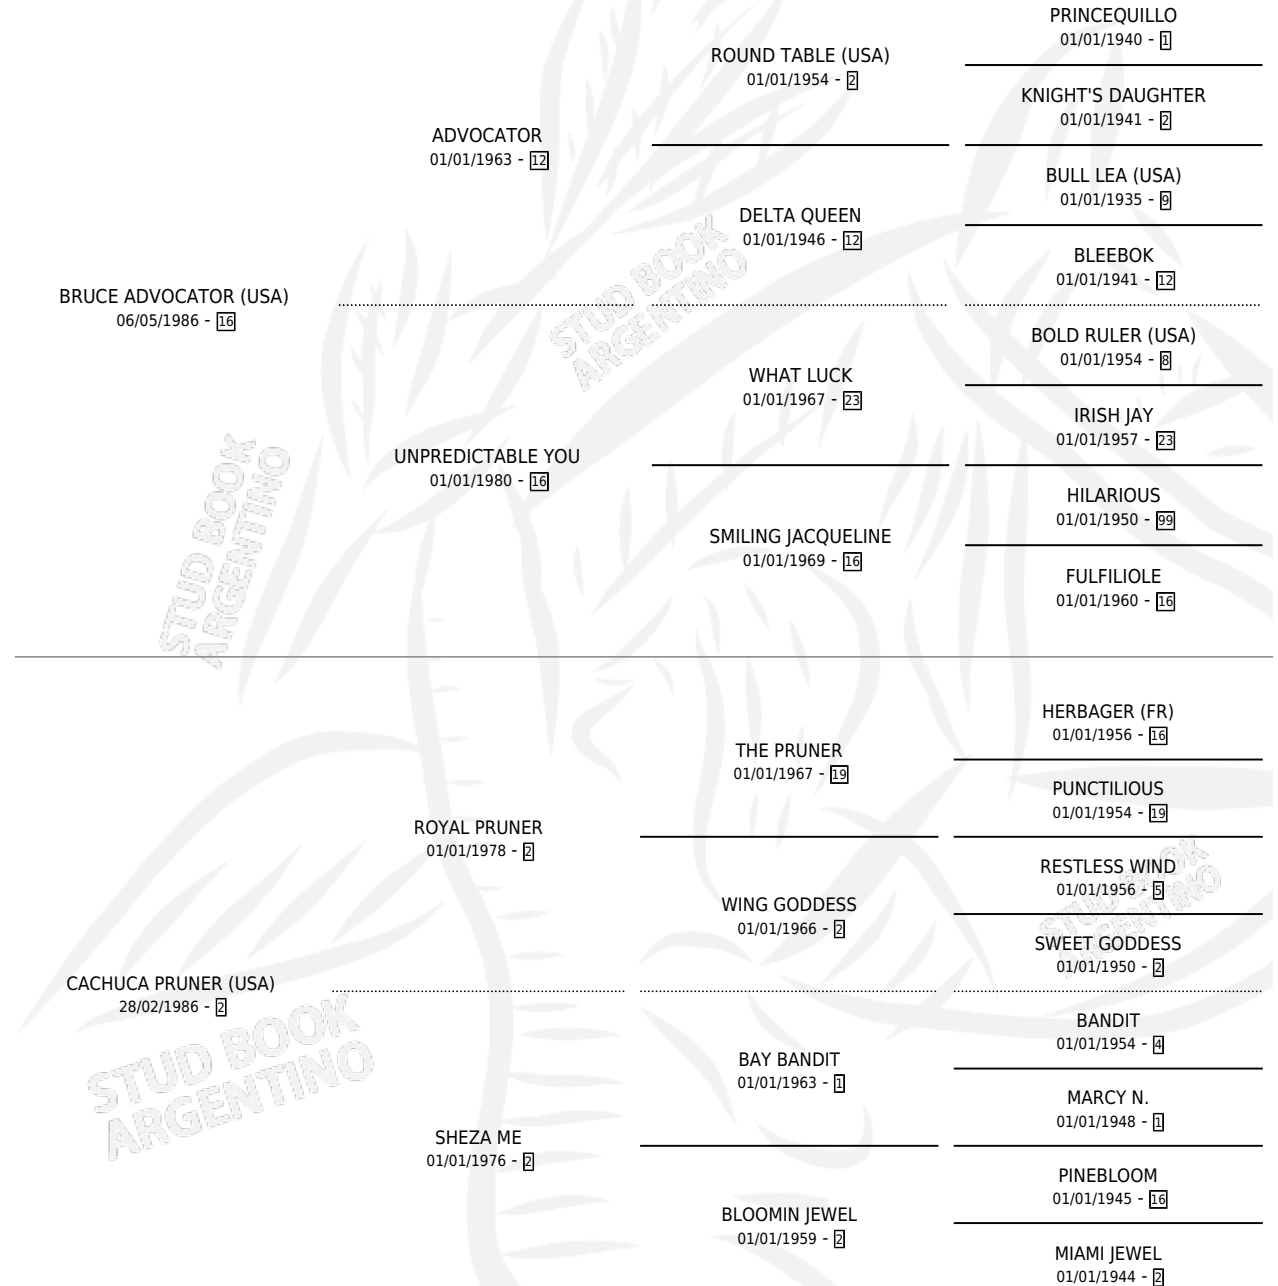 PRINCEQUILLO
01/01/1940 - 1
ROUND TABLE (USA)
01/01/1954 - 2
KNIGHT'S DAUGHTER
01/01/1941 - 2
ADVOCATOR
01/01/1963 - 12
BULL LEA (USA)
01/01/1935 - 9
DELTA QUEEN
01/01/1946 - 12
BLEEBOK
01/01/1941 - 12
BRUCE ADVOCATOR (USA)
06/05/1986 - 16
BOLD RULER (USA)
01/01/1954 - 8
WHAT LUCK
01/01/1967 - 23
IRISH JAY
01/01/1957 - 23
UNPREDICTABLE YOU
01/01/1980 - 16
HILARIOUS
01/01/1950 - 99
SMILING JACQUELINE
01/01/1969 - 16
FULFILIOLE
01/01/1960 - 16
HERBAGER (FR)
01/01/1956 - 16
THE PRUNER
01/01/1967 - 19
PUNCTILIOUS
01/01/1954 - 19
ROYAL PRUNER
01/01/1978 - 2
RESTLESS WIND
01/01/1956 - 5
WING GODDESS
01/01/1966 - 2
SWEET GODDESS
01/01/1950 - 2
CACHUCA PRUNER (USA)
28/02/1986 - 2
BANDIT
01/01/1954 - 4
BAY BANDIT
01/01/1963 - 1
MARCY N.
01/01/1948 - 1
SHEZA ME
01/01/1976 - 2
PINEBLOOM
01/01/1945 - 16
BLOOMIN JEWEL
01/01/1959 - 2
MIAMI JEWEL
01/01/1944 - 2
STUD BOOK
ARGENTINO
STUD BOOK
ARGENTINO
STUD BOOK
ARGENTINO
STUD BOOK
ARGENTINO